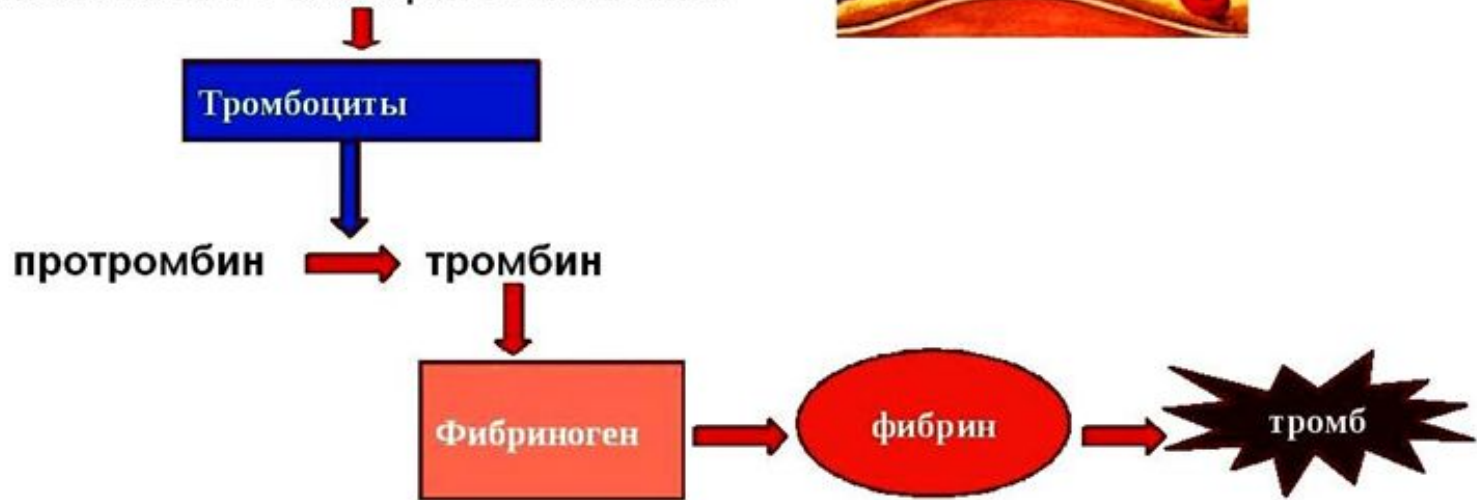 Тромбоциты
протромбин тромбин
Фибриноген фибрин тромб